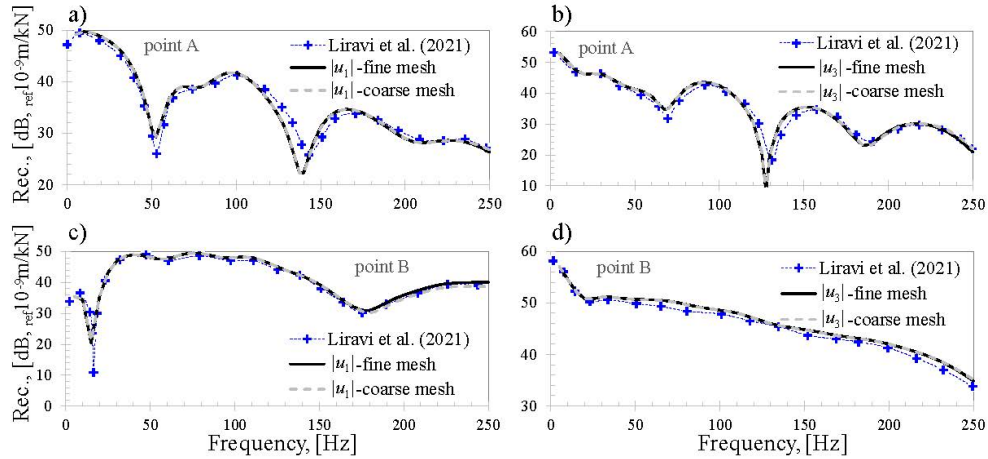 a)
50
40
30
20
Rec., [dB, ref10⁻⁹m/kN]
point A
Liravi et al. (2021)
|u₁|-fine mesh
|u₁|-coarse mesh
0 50 100 150 200 250
b)
60
50
40
30
20
10
point A
Liravi et al. (2021)
|u₃|-fine mesh
|u₃|-coarse mesh
0 50 100 150 200 250
c)
50
40
30
20
10
0
Rec., [dB, ref10⁻⁹m/kN]
point B
Liravi et al. (2021)
|u₁|-fine mesh
|u₁|-coarse mesh
0 50 100 150 200 250
Frequency, [Hz]
d)
60
50
40
30
point B
Liravi et al. (2021)
|u₃|-fine mesh
|u₃|-coarse mesh
0 50 100 150 200 250
Frequency, [Hz]